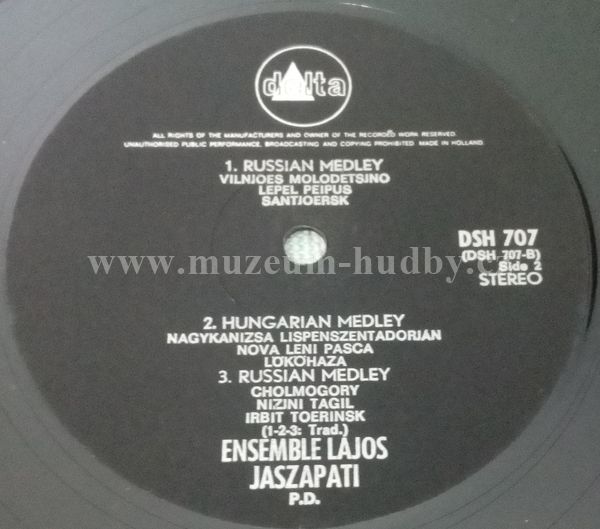 delta
ALL RIGHTS OF THE MANUFACTURERS AND OWNER OF THE RECORDED WORK RESERVED.
UNAUTHORISED PUBLIC PERFORMANCE, BROADCASTING AND COPYING PROHIBITED MADE IN HOLLAND.
1. RUSSIAN MEDLEY
VILNJOES MOLODETSJNO
LEPEL PEIPUS
SANTJOERSK
DSH 707
(DSH 707-B)
Side 2
STEREO
www.muzeum-hudby.c
2. HUNGARIAN MEDLEY
NAGYKANIZSA LISPENSZENTADORJAN
NOVA LENI PASCA
LÖKÖHAZA
3. RUSSIAN MEDLEY
CHOLMOGORY
NIZJNI TAGIL
IRBIT TOERINSK
(1-2-3: Trad.)
ENSEMBLE LAJOS
JASZAPATI
P.D.